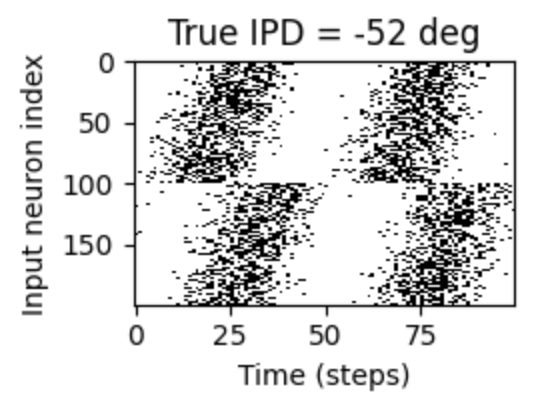 True IPD = -52 deg
Input neuron index
0
50
100
150
0
25
50
75
Time (steps)